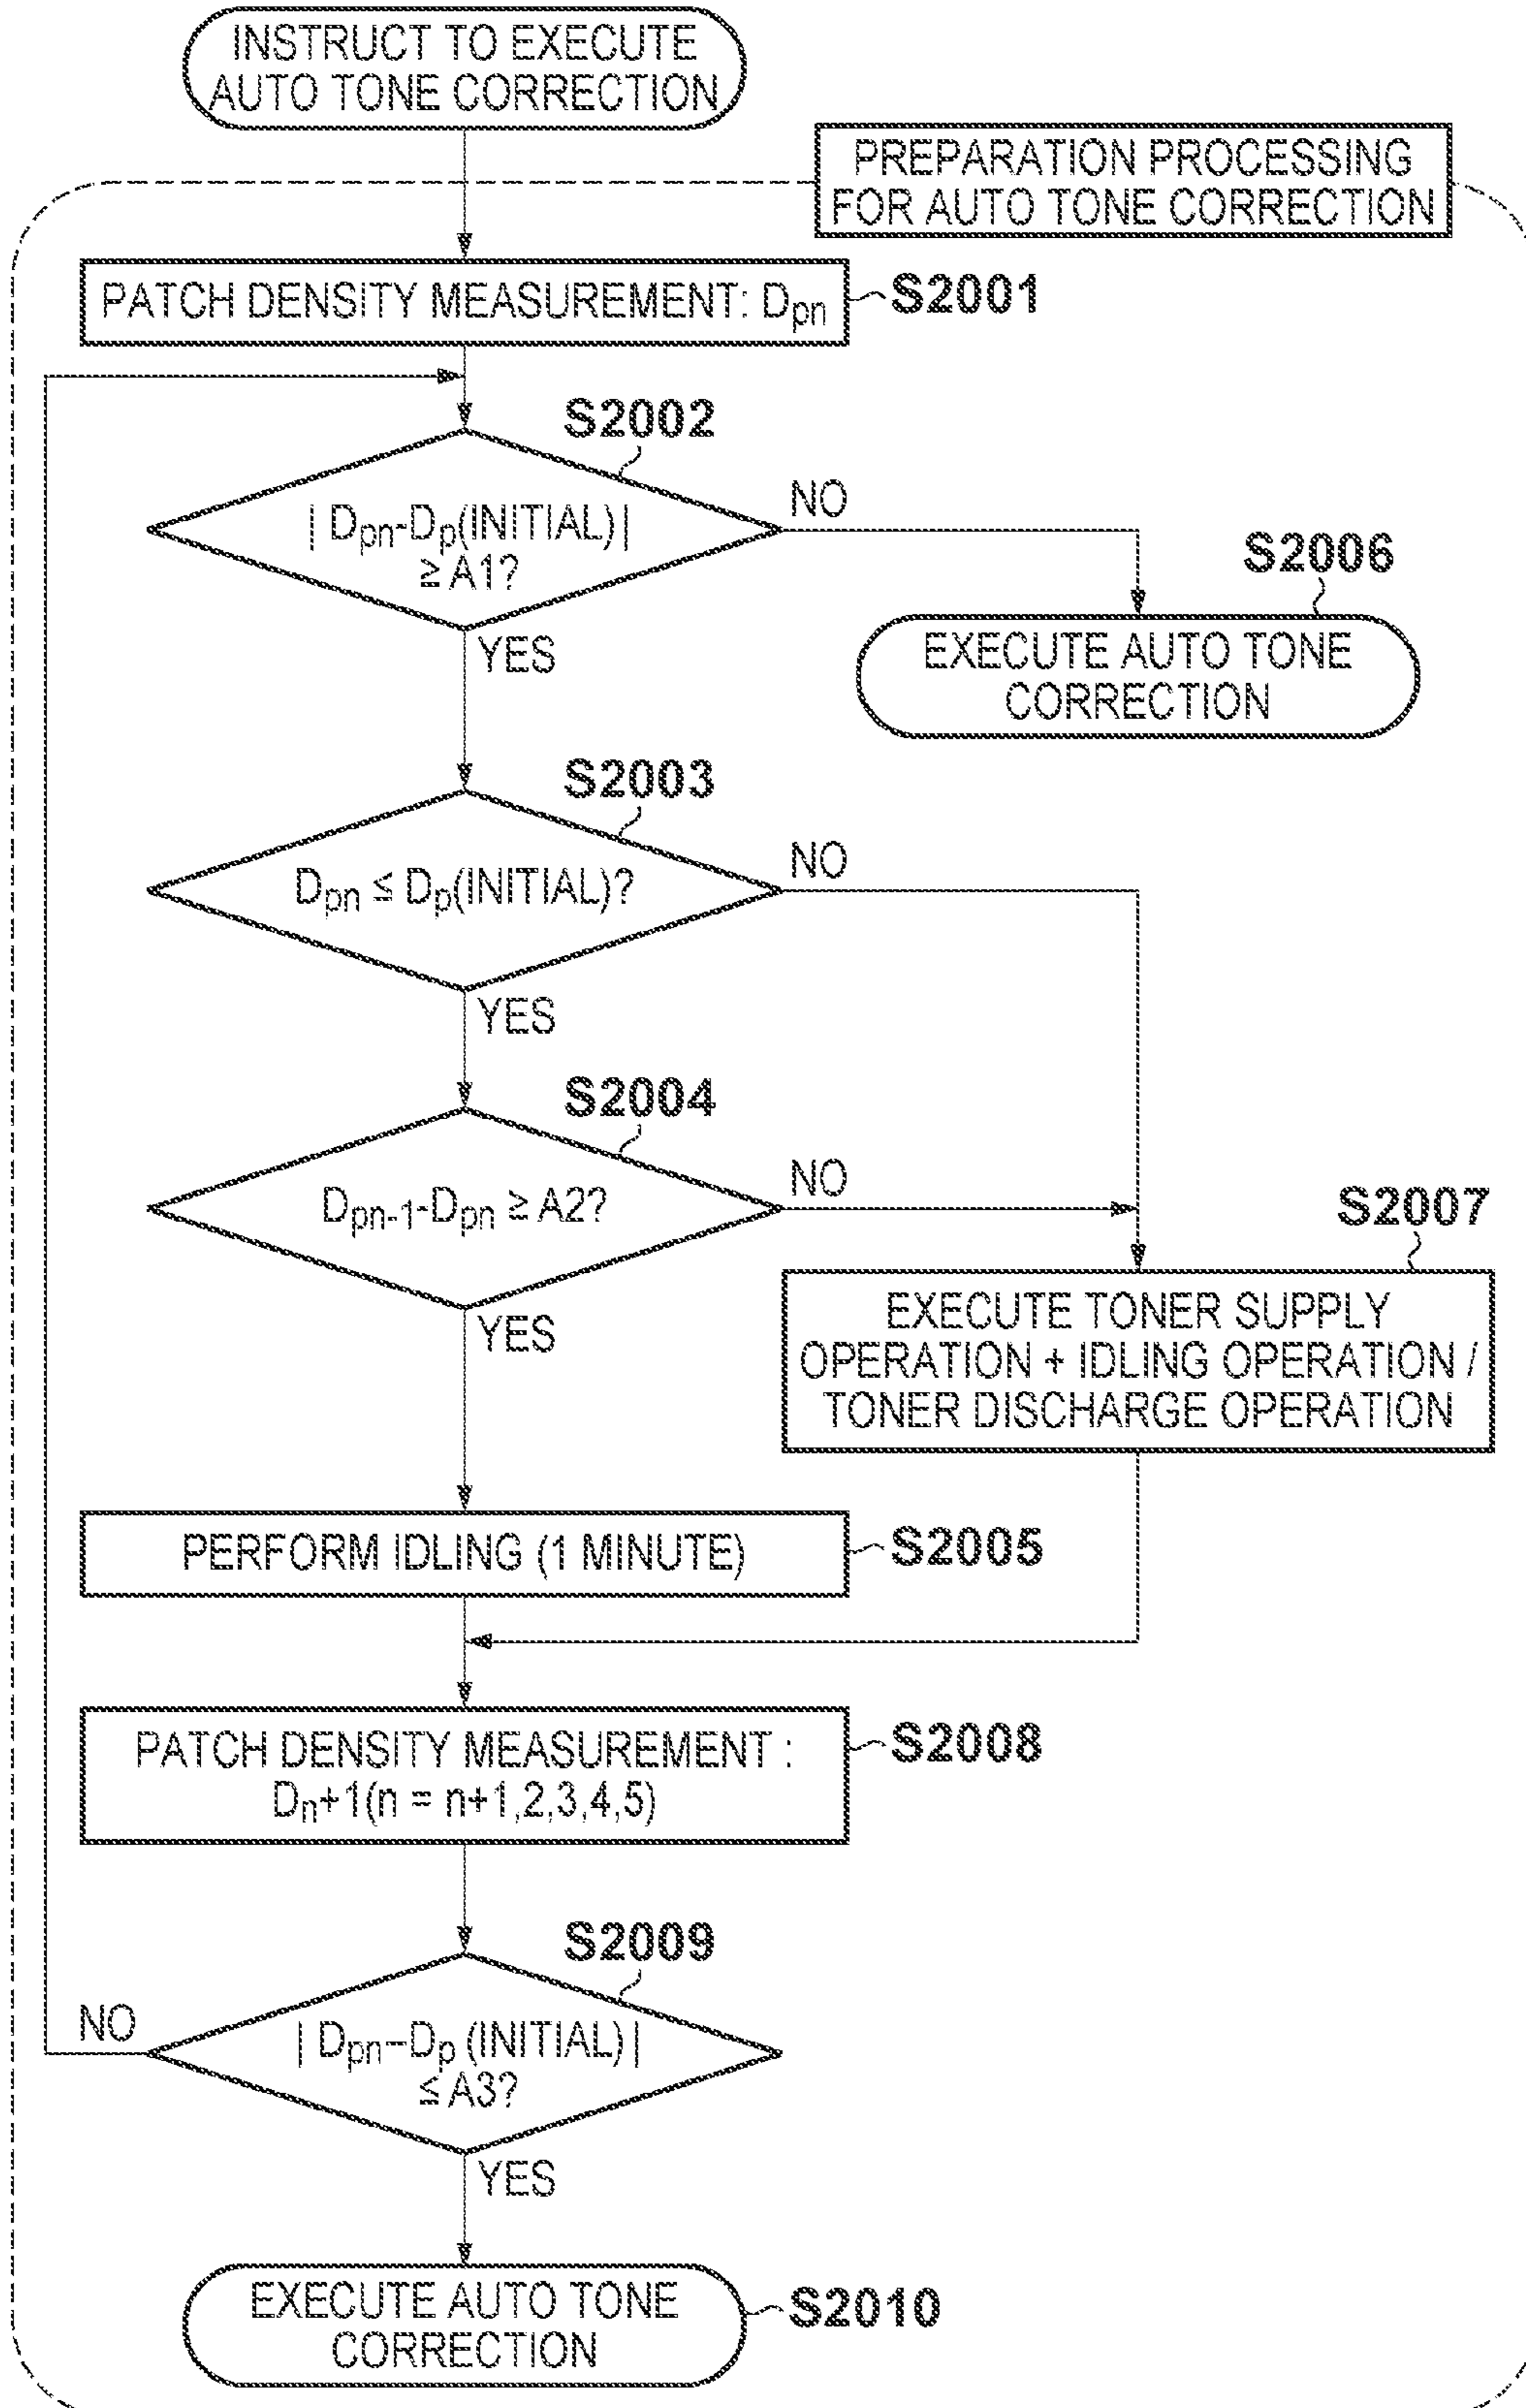 INSTRUCT TO EXECUTE
AUTO TONE CORRECTION
PREPARATION PROCESSING
FOR AUTO TONE CORRECTION
PATCH DENSITY MEASUREMENT: Dpn
S2001
S2002
| Dpn-Dp(INITIAL)|
≥ A1?
NO
YES
S2006
EXECUTE AUTO TONE
CORRECTION
S2003
Dpn ≤ Dp(INITIAL)?
NO
YES
S2004
Dpn-1-Dpn ≥ A2?
NO
YES
S2007
EXECUTE TONER SUPPLY
OPERATION + IDLING OPERATION /
TONER DISCHARGE OPERATION
PERFORM IDLING (1 MINUTE)
S2005
PATCH DENSITY MEASUREMENT :
Dn+1(n = n+1,2,3,4,5)
S2008
S2009
| Dpn–Dp (INITIAL) |
≤ A3?
NO
YES
EXECUTE AUTO TONE
CORRECTION
S2010